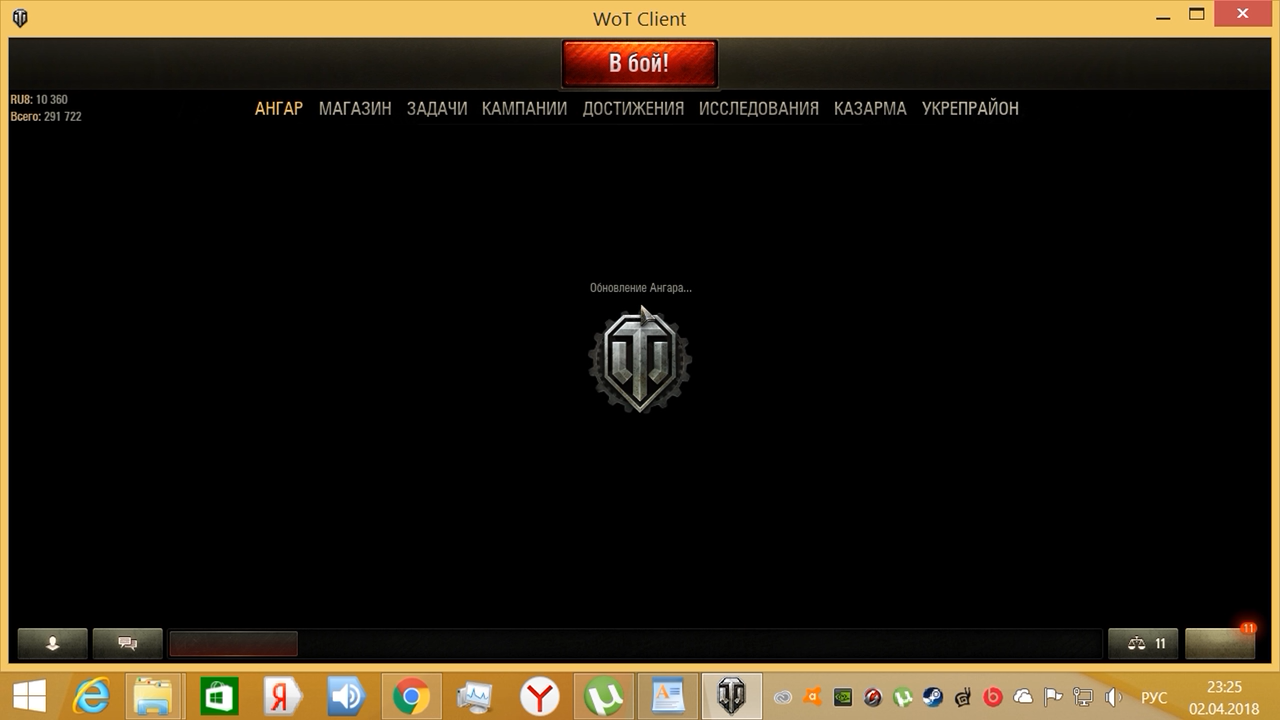 WoT Client
В бой!
RU8: 10 360
Всего: 291 722
АНГАР МАГАЗИН ЗАДАЧИ КАМПАНИИ ДОСТИЖЕНИЯ ИССЛЕДОВАНИЯ КАЗАРМА УКРЕПРАЙОН
Обновление Ангара...
11
11
РУС
23:25
02.04.2018